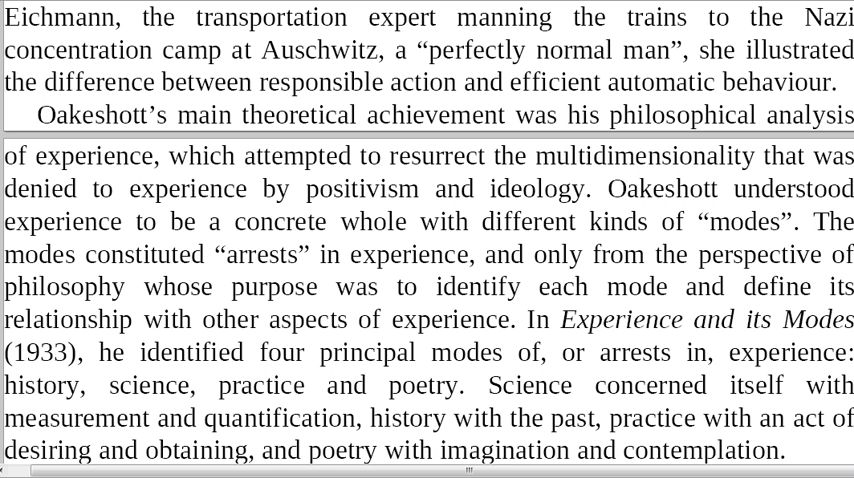 Eichmann, the transportation expert manning the trains to the Nazi
concentration camp at Auschwitz, a “perfectly normal man”, she illustrated
the difference between responsible action and efficient automatic behaviour.
Oakeshott’s main theoretical achievement was his philosophical analysis
of experience, which attempted to resurrect the multidimensionality that was
denied to experience by positivism and ideology. Oakeshott understood
experience to be a concrete whole with different kinds of “modes”. The
modes constituted “arrests” in experience, and only from the perspective of
philosophy whose purpose was to identify each mode and define its
relationship with other aspects of experience. In Experience and its Modes
(1933), he identified four principal modes of, or arrests in, experience:
history, science, practice and poetry. Science concerned itself with
measurement and quantification, history with the past, practice with an act of
desiring and obtaining, and poetry with imagination and contemplation.